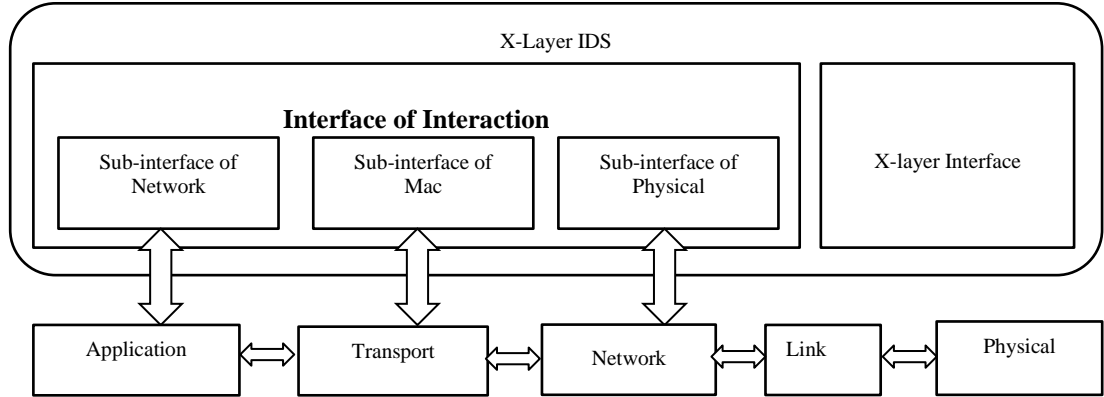 X-Layer IDS
Interface of Interaction
Sub-interface of
Network
Sub-interface of
Mac
Sub-interface of
Physical
X-layer Interface
Application
Transport
Network
Link
Physical